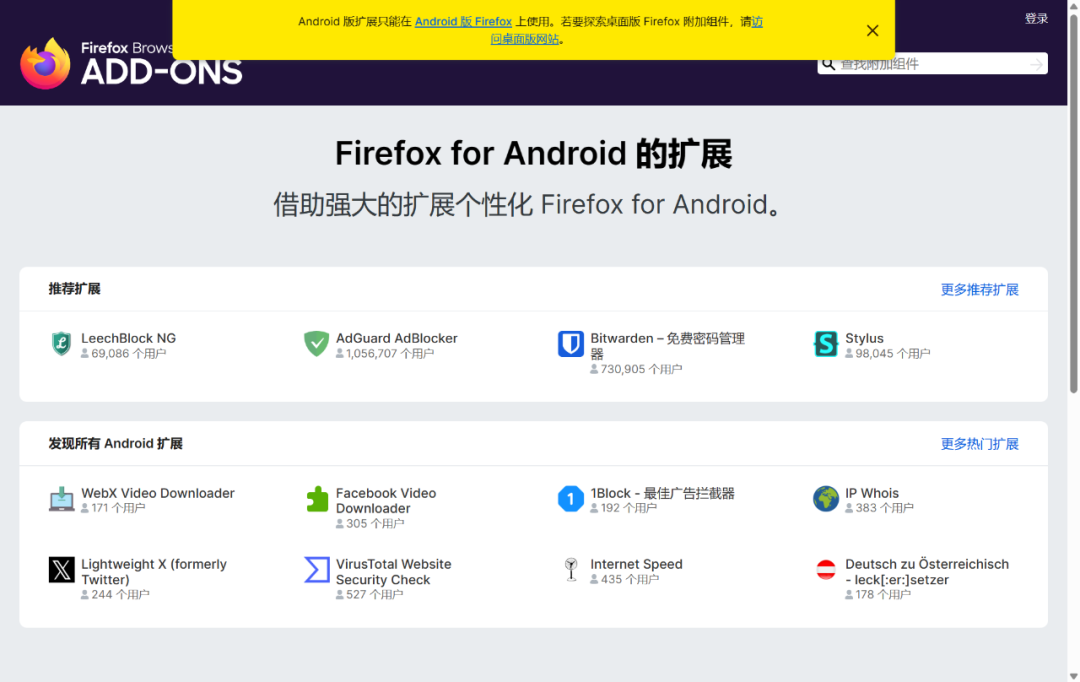 Android 版扩展只能在 Android 版 Firefox 上使用。若要探索桌面版 Firefox 附加组件，请访
问桌面版网站。
登录
Firefox Brows
ADD-ONS
查找附加组件
Firefox for Android 的扩展
借助强大的扩展个性化 Firefox for Android。
推荐扩展
更多推荐扩展
LeechBlock NG
69,086 个用户
AdGuard AdBlocker
1,056,707 个用户
Bitwarden – 免费密码管理
器
730,905 个用户
Stylus
98,045 个用户
发现所有 Android 扩展
更多热门扩展
WebX Video Downloader
171 个用户
Facebook Video
Downloader
305 个用户
1Block - 最佳广告拦截器
192 个用户
IP Whois
383 个用户
Lightweight X (formerly
Twitter)
244 个用户
VirusTotal Website
Security Check
527 个用户
Internet Speed
435 个用户
Deutsch zu Österreichisch
- leck[:er:]setzer
178 个用户